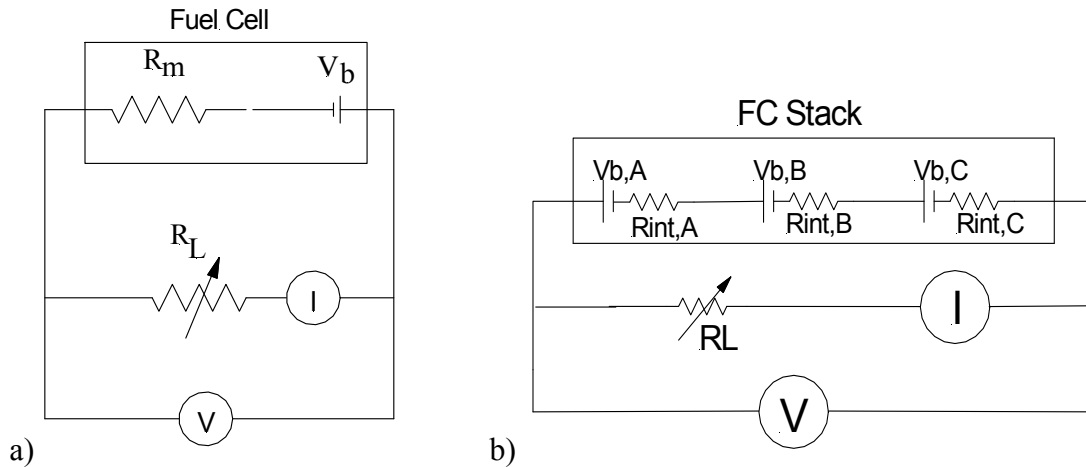 Fuel Cell
Rm
Vb
RL
I
V
a)
FC Stack
Vb,A Vb,B Vb,C
Rint,A Rint,B Rint,C
RL
I
V
b)